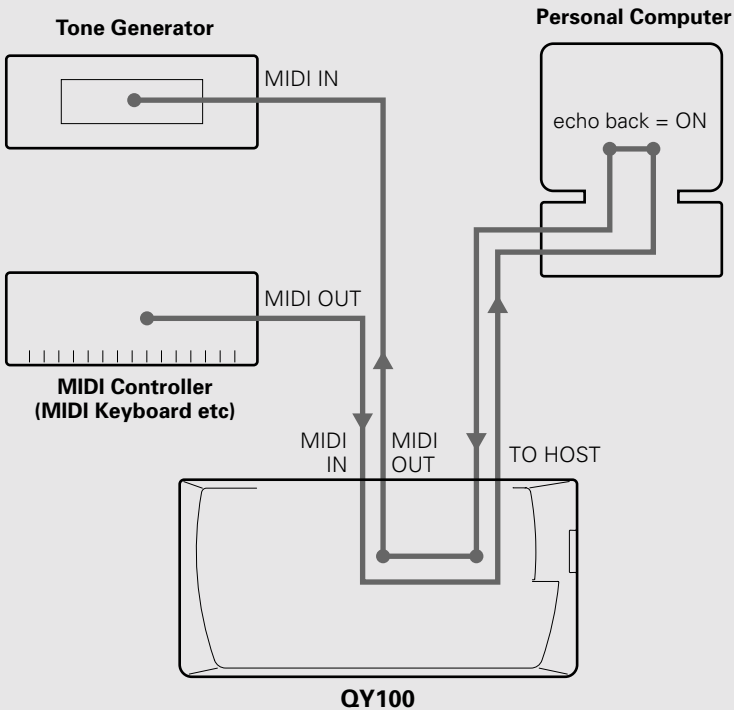 Tone Generator
Personal Computer
MIDI IN
echo back = ON
MIDI OUT
MIDI Controller
(MIDI Keyboard etc)
MIDI
IN
MIDI
OUT
TO HOST
QY100